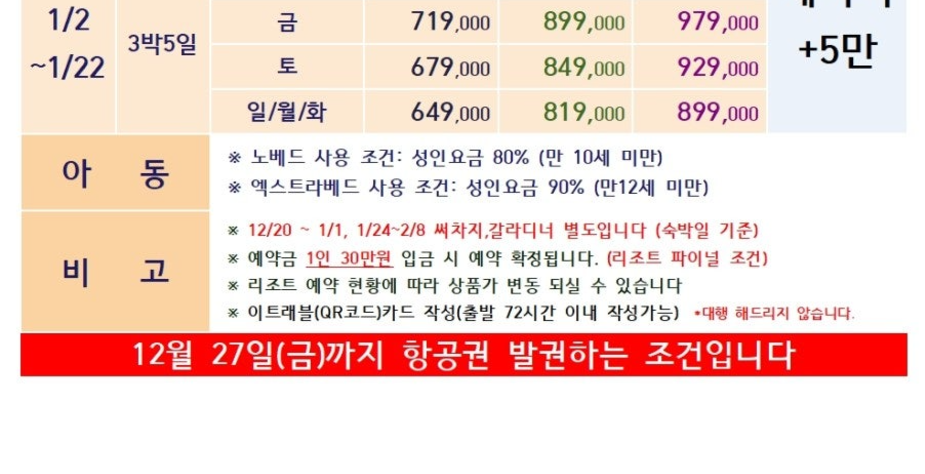 1/2
~1/22
3박5일
금 719,000 899,000 979,000
토 679,000 849,000 929,000
일/월/화 649,000 819,000 899,000
+5만
아 동
※ 노베드 사용 조건: 성인요금 80% (만 10세 미만)
※ 엑스트라베드 사용 조건: 성인요금 90% (만12세 미만)
비 고
※ 12/20 ~ 1/1, 1/24~2/8 써차지,갈라디너 별도입니다 (숙박일 기준)
※ 예약금 1인 30만원 입금 시 예약 확정됩니다. (리조트 파이널 조건)
※ 리조트 예약 현황에 따라 상품가 변동 되실 수 있습니다
※ 이트래블(QR코드)카드 작성(출발 72시간 이내 작성가능) *대행 해드리지 않습니다.
12월 27일(금)까지 항공권 발권하는 조건입니다